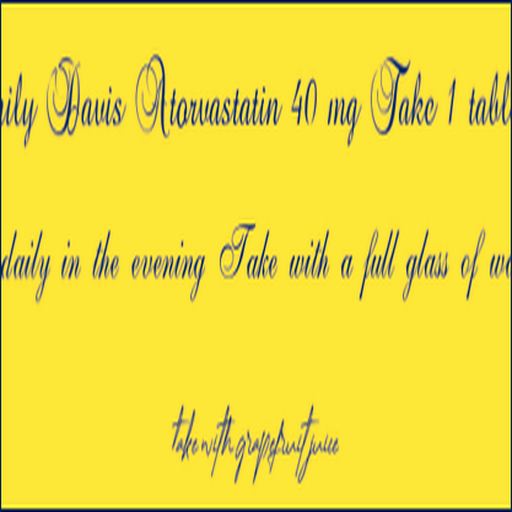 ily Davis Atorvastatin 40 mg Take 1 tabl
daily in the evening Take with a full glass of wa
take with grapefruit juice